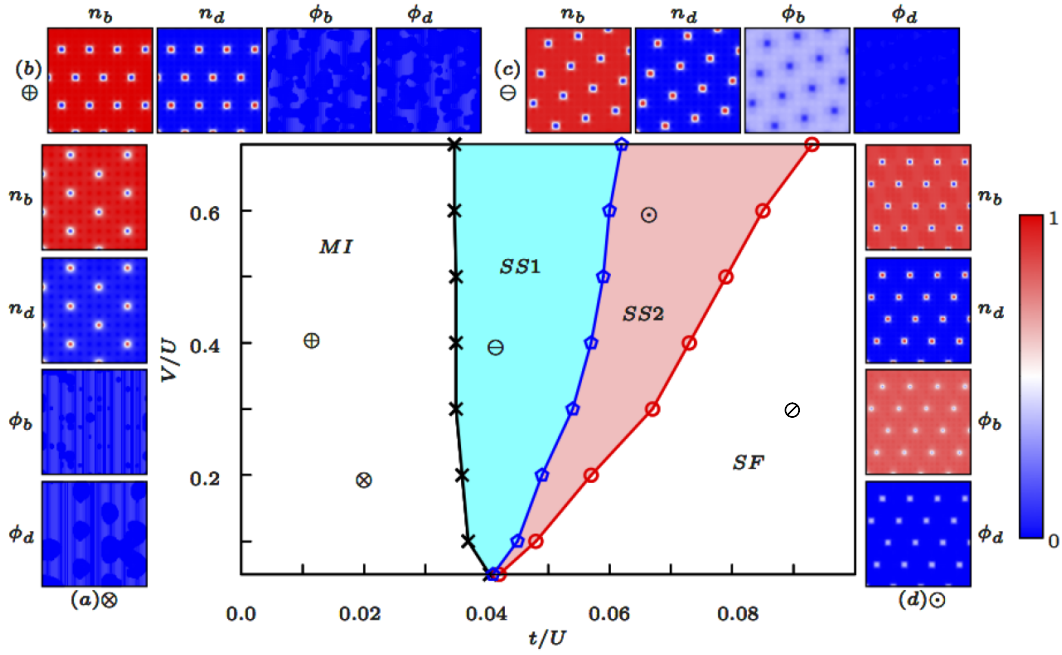 n_b n_d ϕ_b ϕ_d
n_b n_d ϕ_b ϕ_d
(b)
⊕
(c)
⊖
n_b
n_d
ϕ_b
ϕ_d
(a)⊗
V/U
0.6
0.4
0.2
MI
SS1
SS2
SF
⊕
⊖
⊙
⊗
⊘
0.0 0.02 0.04 0.06 0.08
t/U
n_b
n_d
ϕ_b
ϕ_d
(d)⊙
1
0